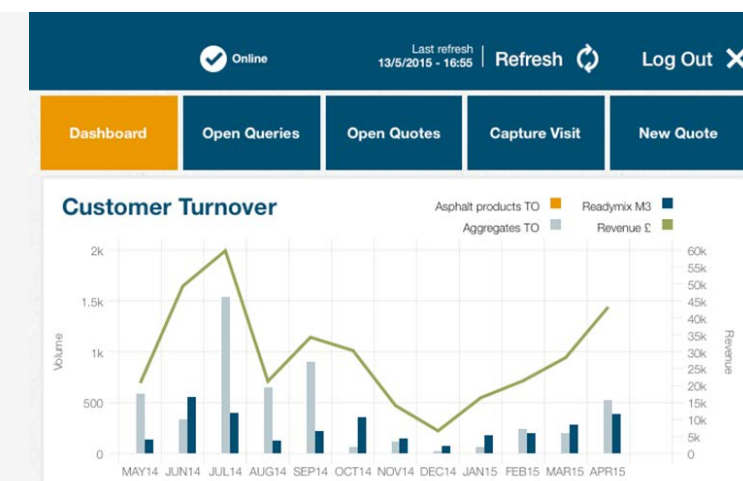 Online
Last refresh
13/5/2015 - 16:55
Refresh
Log Out
Dashboard
Open Queries
Open Quotes
Capture Visit
New Quote
Customer Turnover
Asphalt products TO
Readymix M3
Aggregates TO
Revenue £
2k
1.5k
1k
500
0
Volume
60k
55k
50k
45k
40k
35k
30k
25k
20k
15k
10k
5k
0
Revenue
MAY14 JUN14 JUL14 AUG14 SEP14 OCT14 NOV14 DEC14 JAN15 FEB15 MAR15 APR15